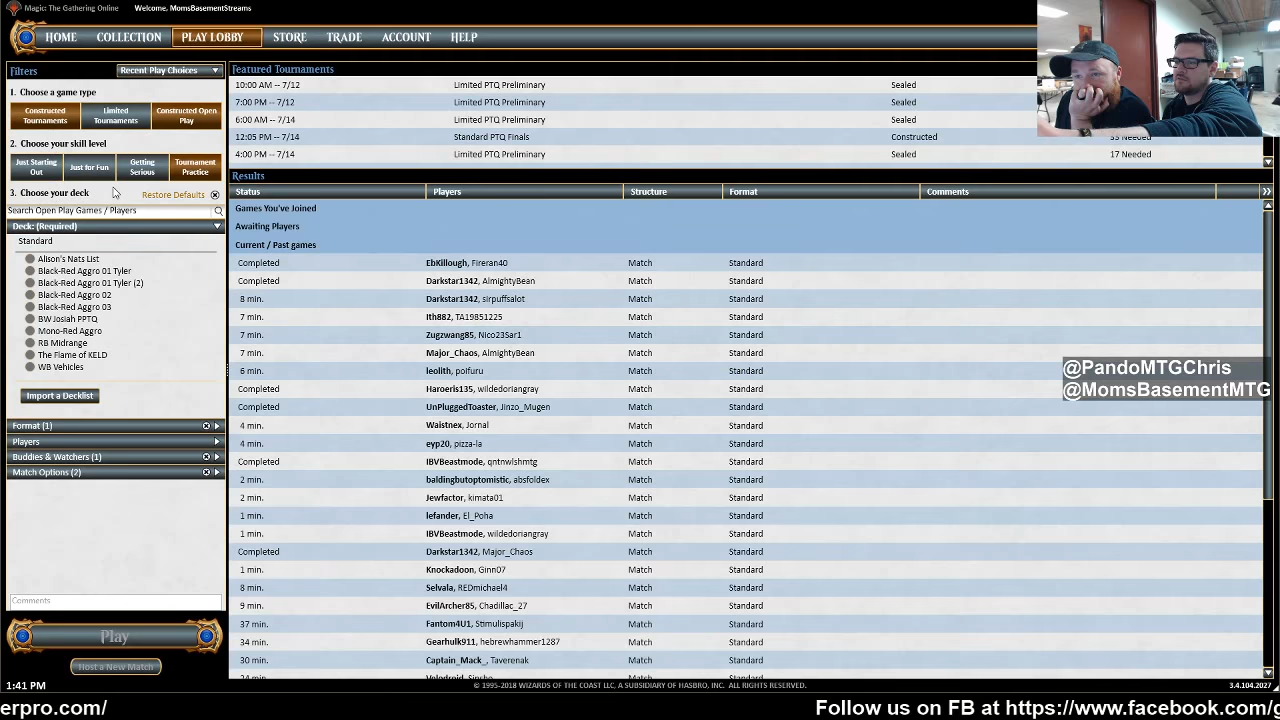 Magic: The Gathering Online Welcome, MomsBasementStreams
HOME COLLECTION PLAY LOBBY STORE TRADE ACCOUNT HELP
Filters Recent Play Choices
1. Choose a game type
Constructed Tournaments Limited Tournaments Constructed Open Play
2. Choose your skill level
Just Starting Out Just for Fun Getting Serious Tournament Practice
3. Choose your deck Restore Defaults
Search Open Play Games / Players
Deck: (Required)
Standard
Alison's Nats List
Black-Red Aggro 01 Tyler
Black-Red Aggro 01 Tyler (2)
Black-Red Aggro 02
Black-Red Aggro 03
BW Josiah PPTQ
Mono-Red Aggro
RB Midrange
The Flame of KELD
WB Vehicles
Import a Decklist
Format (1)
Players
Buddies & Watchers (1)
Match Options (2)
Comments
Play
Host a New Match
1:41 PM
Featured Tournaments
10:00 AM -- 7/12 Limited PTQ Preliminary Sealed
7:00 PM -- 7/12 Limited PTQ Preliminary Sealed
6:00 AM -- 7/14 Limited PTQ Preliminary Sealed
12:05 PM -- 7/14 Standard PTQ Finals Constructed 33 Needed
4:00 PM -- 7/14 Limited PTQ Preliminary Sealed 17 Needed
Results
Status Players Structure Format Comments
Games You've Joined
Awaiting Players
Current / Past games
Completed EbKillough, Fireran40 Match Standard
Completed Darkstar1342, AlmightyBean Match Standard
8 min. Darkstar1342, sirpuffsalot Match Standard
7 min. Ith882, TA19851225 Match Standard
7 min. Zugzwang85, Nico23Sar1 Match Standard
7 min. Major_Chaos, AlmightyBean Match Standard
6 min. leolith, poifuru Match Standard
Completed Haroeris135, wildedoriangray Match Standard
Completed UnPluggedToaster, Jinzo_Mugen Match Standard
4 min. Waistnex, Jornal Match Standard
4 min. eyp20, pizza-la Match Standard
Completed IBVBeastmode, qntnwlshmtg Match Standard
2 min. baldingbutoptomistic, absfoldex Match Standard
2 min. Jewfactor, kimata01 Match Standard
1 min. lefander, El_Poha Match Standard
1 min. IBVBeastmode, wildedoriangray Match Standard
Completed Darkstar1342, Major_Chaos Match Standard
1 min. Knockadoon, Ginn07 Match Standard
8 min. Selvala, REDmichael4 Match Standard
9 min. EvilArcher85, Chadillac_27 Match Standard
37 min. Fantom4U1, Stimulispakij Match Standard
34 min. Gearhulk911, hebrewhammer1287 Match Standard
30 min. Captain_Mack_, Taverenak Match Standard
@PandoMTGChris
@MomsBasementMTG
© 1995-2018 WIZARDS OF THE COAST LLC, A SUBSIDIARY OF HASBRO, INC. ALL RIGHTS RESERVED. 3.4.104.2027
erpro.com/ Follow us on FB at https://www.facebook.com/g